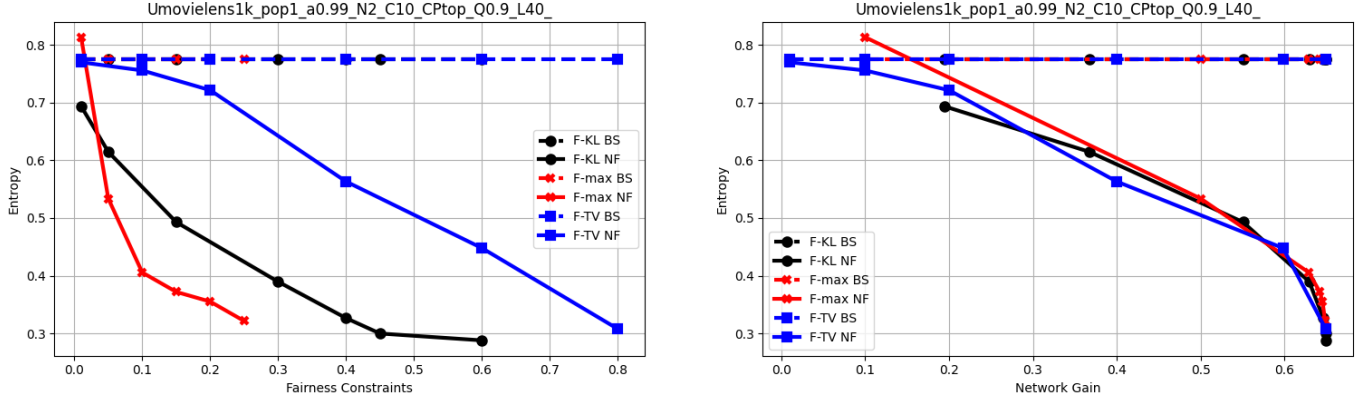 Umovielens1k_pop1_a0.99_N2_C10_CPtop_Q0.9_L40_
Entropy
0.8
0.7
0.6
0.5
0.4
0.3
F-KL BS
F-KL NF
F-max BS
F-max NF
F-TV BS
F-TV NF
0.0 0.1 0.2 0.3 0.4 0.5 0.6 0.7 0.8
Fairness Constraints
Umovielens1k_pop1_a0.99_N2_C10_CPtop_Q0.9_L40_
Entropy
0.8
0.7
0.6
0.5
0.4
0.3
F-KL BS
F-KL NF
F-max BS
F-max NF
F-TV BS
F-TV NF
0.0 0.1 0.2 0.3 0.4 0.5 0.6
Network Gain